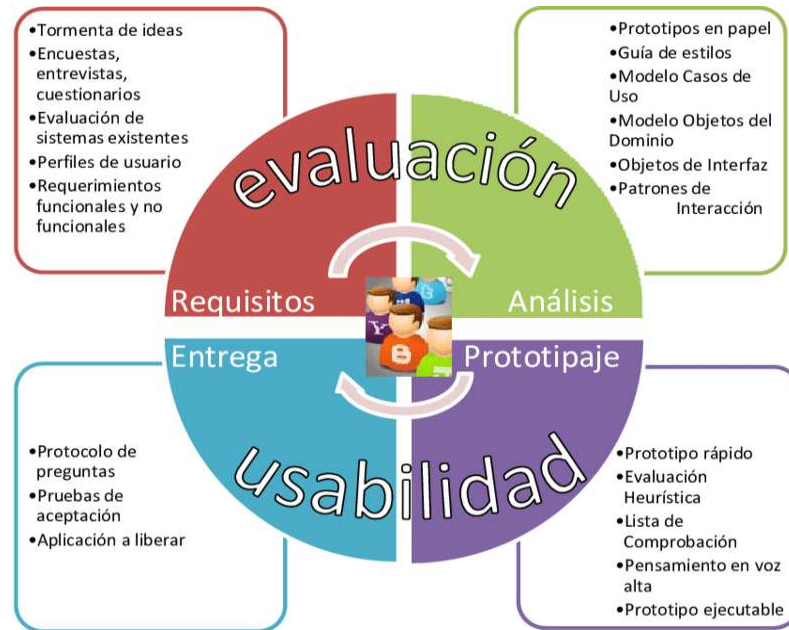 •Tormenta de ideas
•Encuestas,
entrevistas,
cuestionarios
•Evaluación de
sistemas existentes
•Perfiles de usuario
•Requerimientos
funcionales y no
funcionales
•Prototipos en papel
•Guía de estilos
•Modelo Casos de
Uso
•Modelo Objetos del
Dominio
•Objetos de Interfaz
•Patrones de
Interacción
evaluación
Requisitos
Análisis
Y
B
Entrega
Prototipaje
usabilidad
•Protocolo de
preguntas
•Pruebas de
aceptación
•Aplicación a liberar
•Prototipo rápido
•Evaluación
Heurística
•Lista de
Comprobación
•Pensamiento en voz
alta
•Prototipo ejecutable